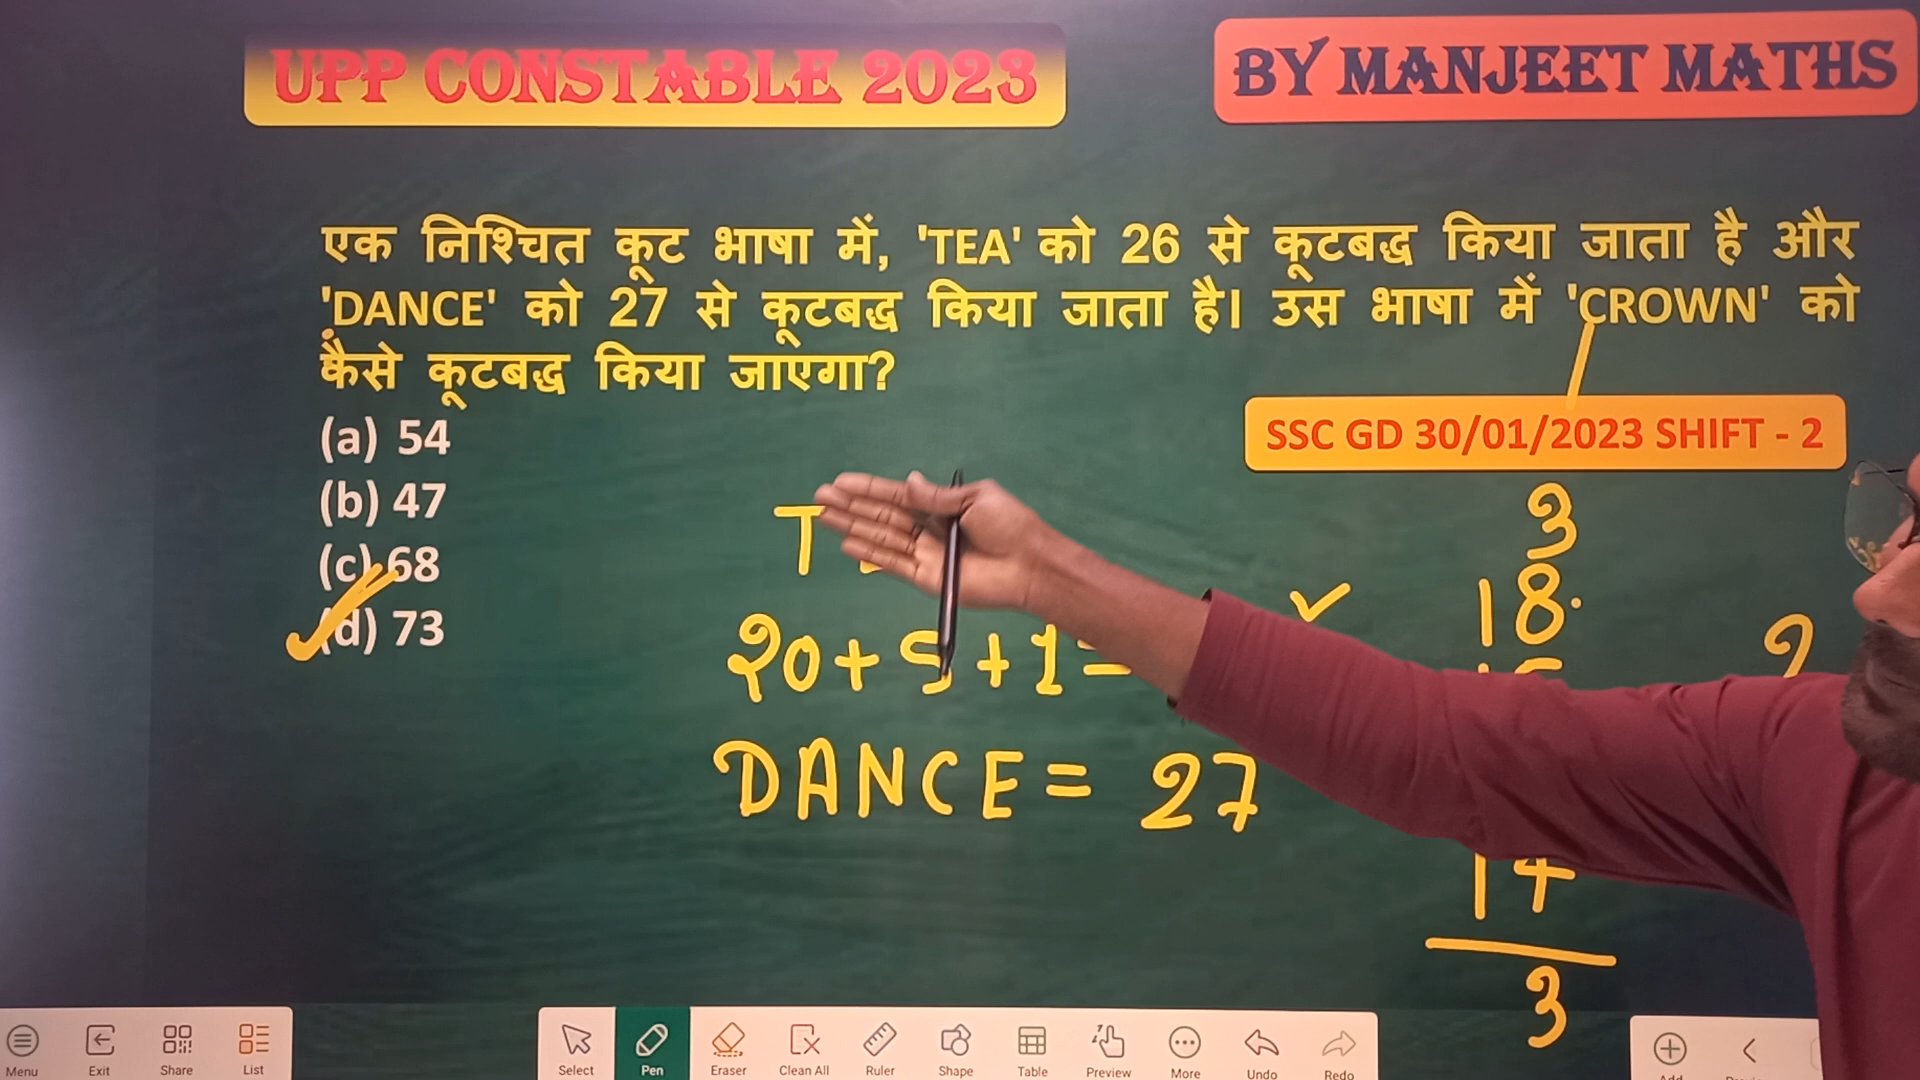 UPP CONSTABLE 2023
BY MANJEET MATHS
एक निश्चित कूट भाषा में, 'TEA' को 26 से कूटबद्ध किया जाता है और
'DANCE' को 27 से कूटबद्ध किया जाता है। उस भाषा में 'CROWN' को
कैसे कूटबद्ध किया जाएगा?
SSC GD 30/01/2023 SHIFT - 2
(a) 54
(b) 47
(c) 68
(d) 73
T
20+5+1=
DANCE = 27
3
18
2
14
3
Menu
Exit
Share
List
Select
Pen
Eraser
Clean All
Ruler
Shape
Table
Preview
More
Undo
Redo